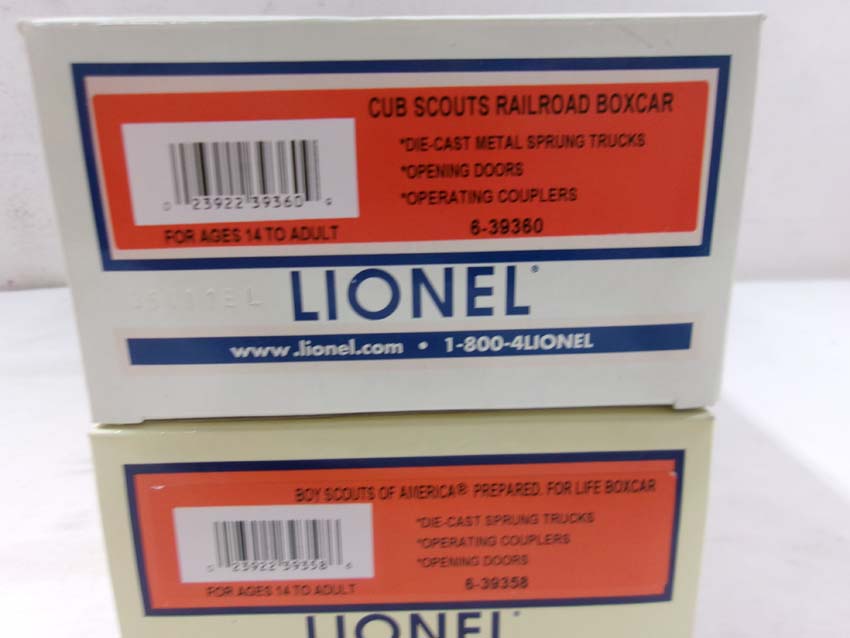 CUB SCOUTS RAILROAD BOXCAR
*DIE-CAST METAL SPRUNG TRUCKS
*OPENING DOORS
*OPERATING COUPLERS
0 23922 39360 9
FOR AGES 14 TO ADULT
6-39360
LIONEL
www.lionel.com • 1-800-4LIONEL
BOY SCOUTS OF AMERICA® PREPARED. FOR LIFE BOXCAR
*DIE-CAST SPRUNG TRUCKS
*OPERATING COUPLERS
*OPENING DOORS
0 23922 39358 6
FOR AGES 14 TO ADULT
6-39358
LIONEL